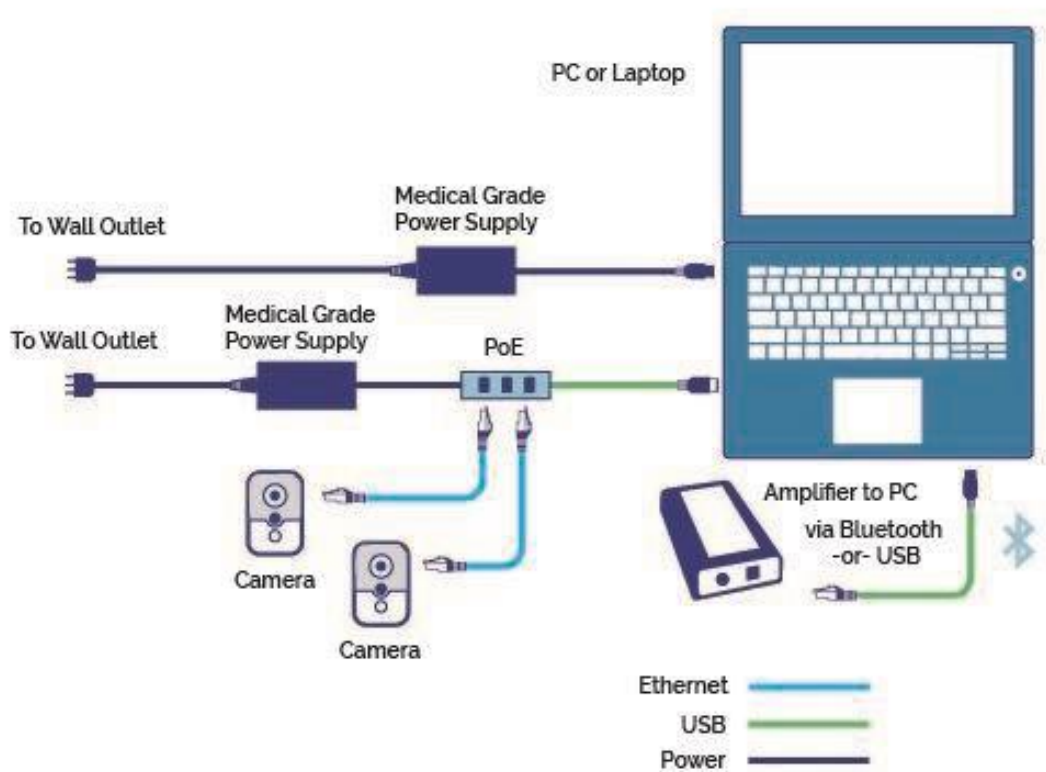 PC or Laptop
Medical Grade
Power Supply
To Wall Outlet
Medical Grade
Power Supply
To Wall Outlet
PoE
Amplifier to PC
via Bluetooth
-or- USB
Camera
Camera
Ethernet
USB
Power